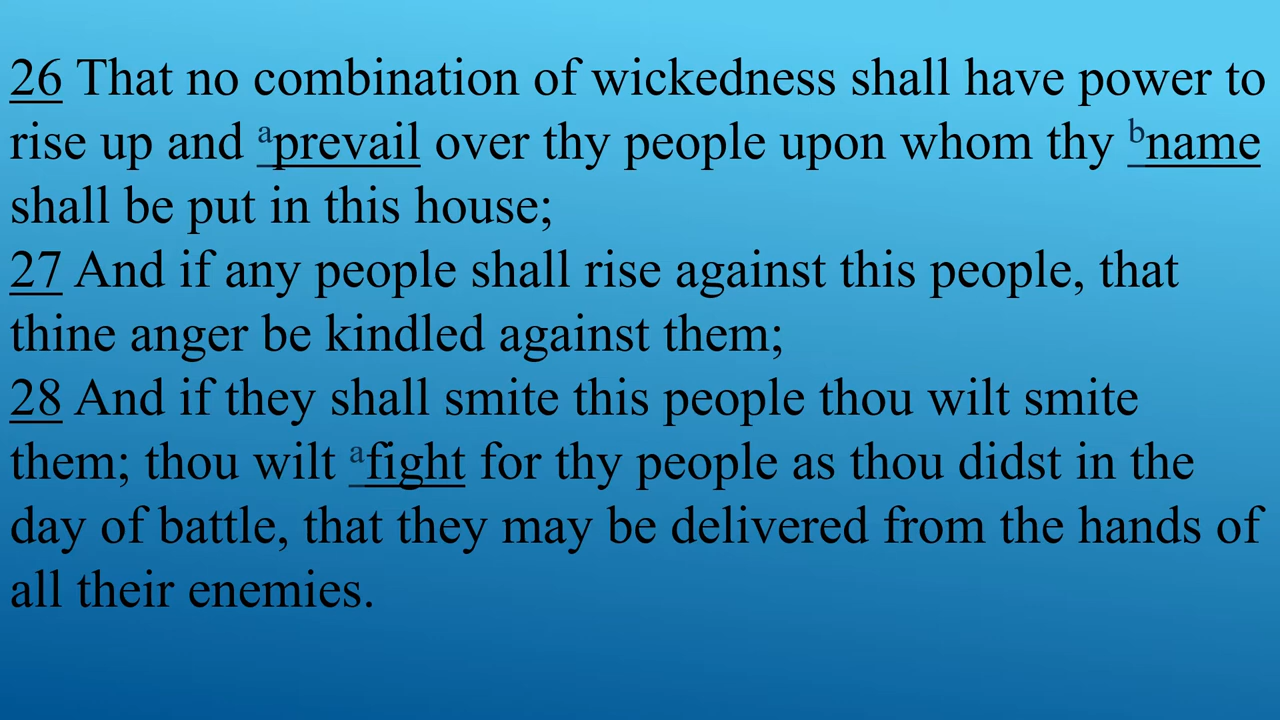 26 That no combination of wickedness shall have power to
rise up and aprevail over thy people upon whom thy bname
shall be put in this house;
27 And if any people shall rise against this people, that
thine anger be kindled against them;
28 And if they shall smite this people thou wilt smite
them; thou wilt afight for thy people as thou didst in the
day of battle, that they may be delivered from the hands of
all their enemies.